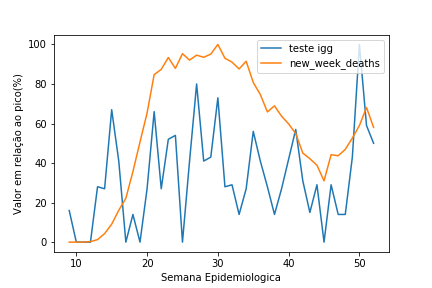 100
80
60
40
20
0
Valor em relação ao pico(%)
teste igg
new_week_deaths
10
20
30
40
50
Semana Epidemiologica